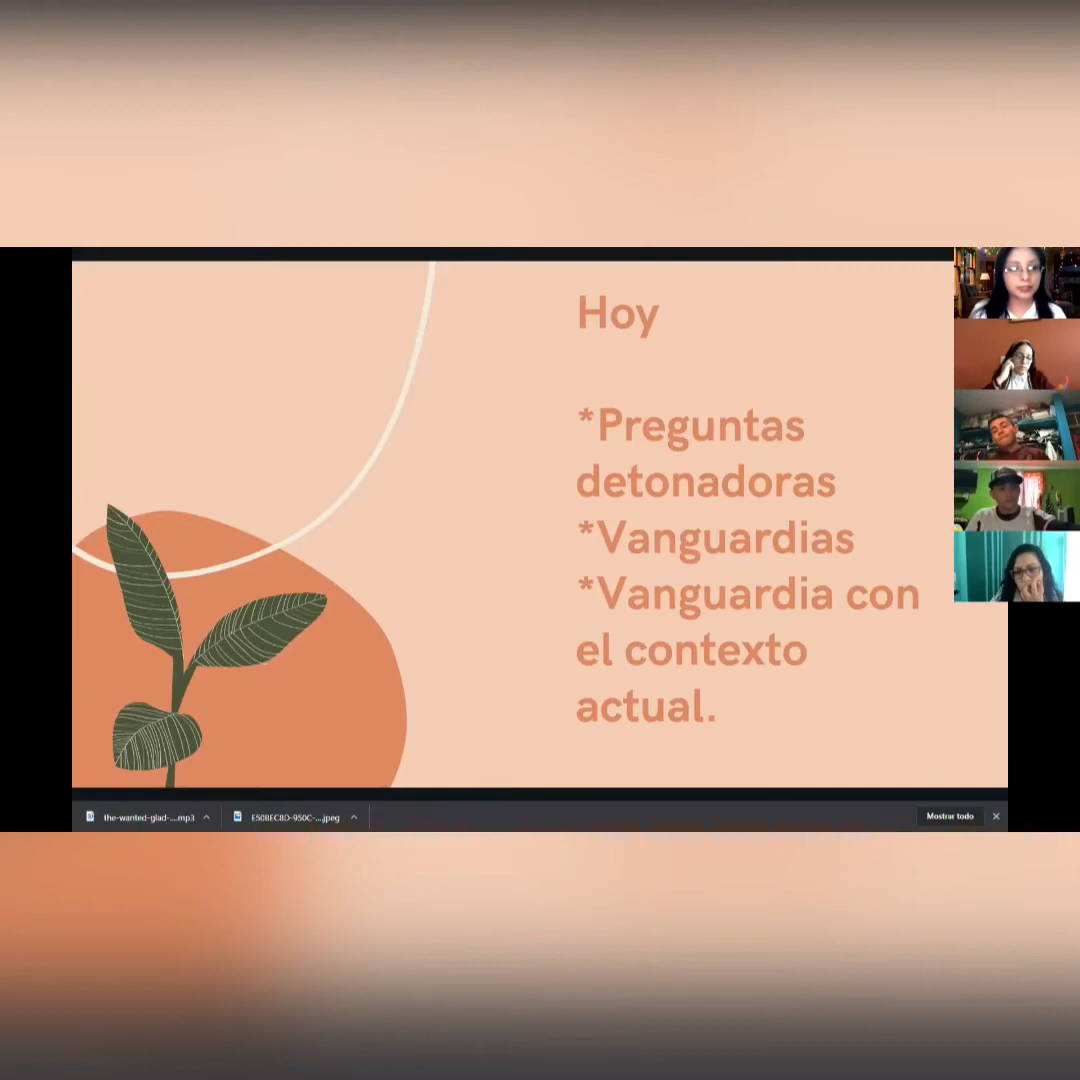 Hoy
*Preguntas
detonadoras
*Vanguardias
*Vanguardia con
el contexto
actual.
the-wanted-glad-....mp3
E50BEC8D-950C-...jpeg
Mostrar todo